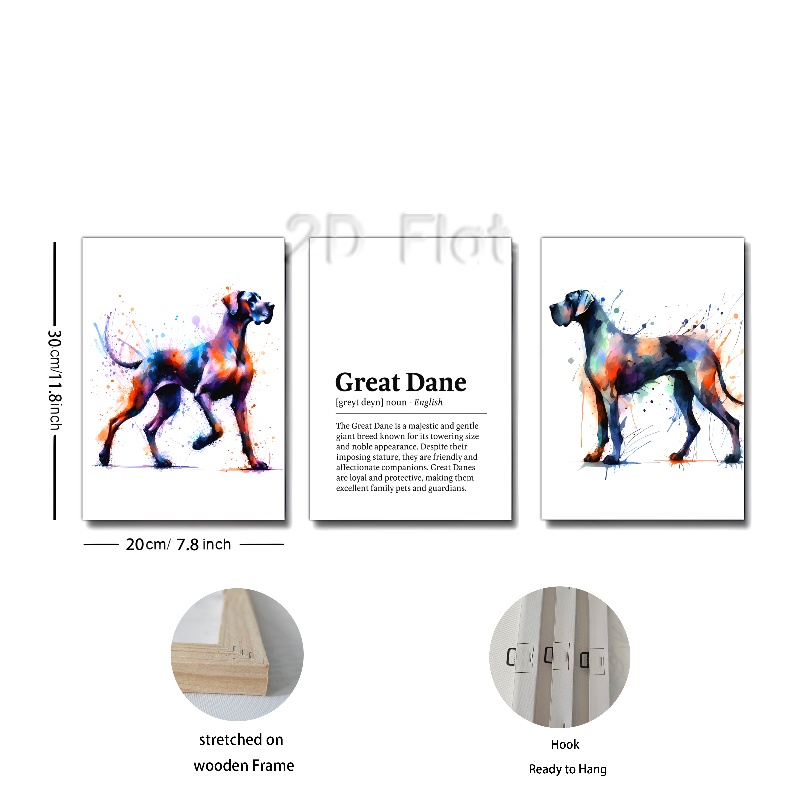 2D Flat
Great Dane
[greyt deyn] noun - English
The Great Dane is a majestic and gentle
giant breed known for its towering size
and noble appearance. Despite their
imposing stature, they are friendly and
affectionate companions. Great Danes
are loyal and protective, making them
excellent family pets and guardians.
30cm/11.8inch
20cm/ 7.8 inch
stretched on
wooden Frame
Hook
Ready to Hang